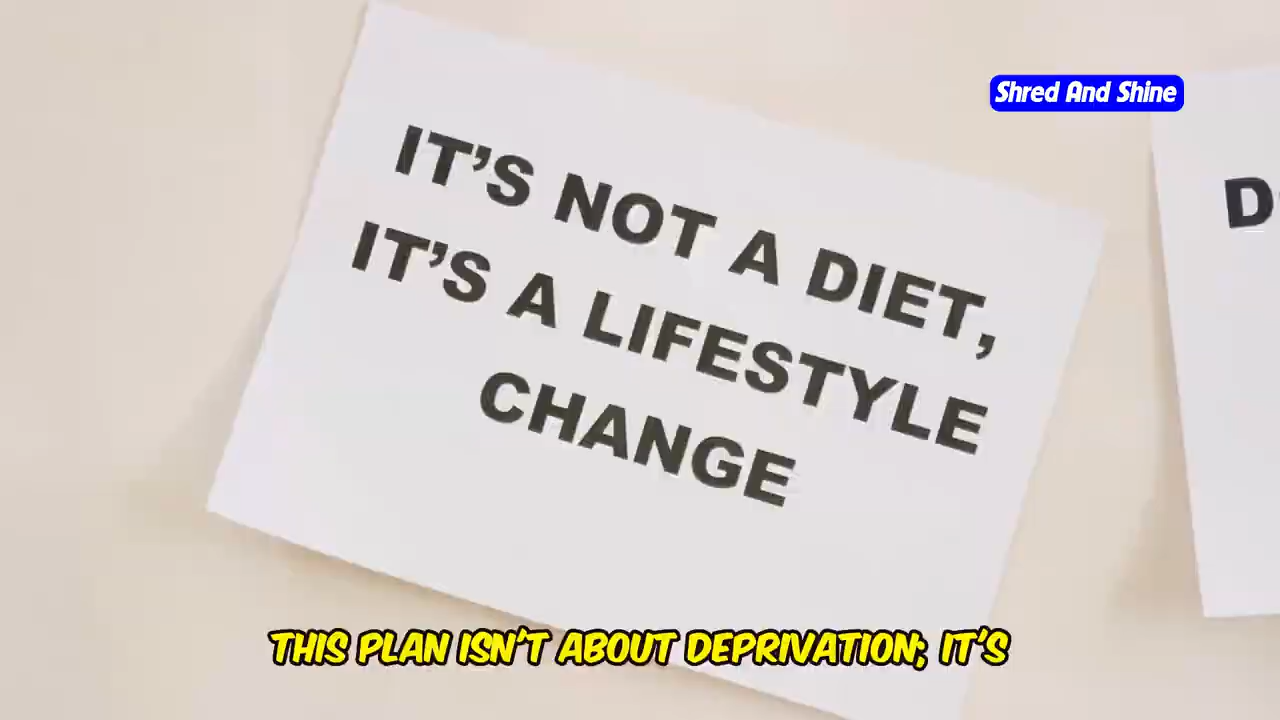 Shred And Shine
IT'S NOT A DIET,
IT'S A LIFESTYLE
CHANGE
D
THIS PLAN ISN'T ABOUT DEPRIVATION; IT'S